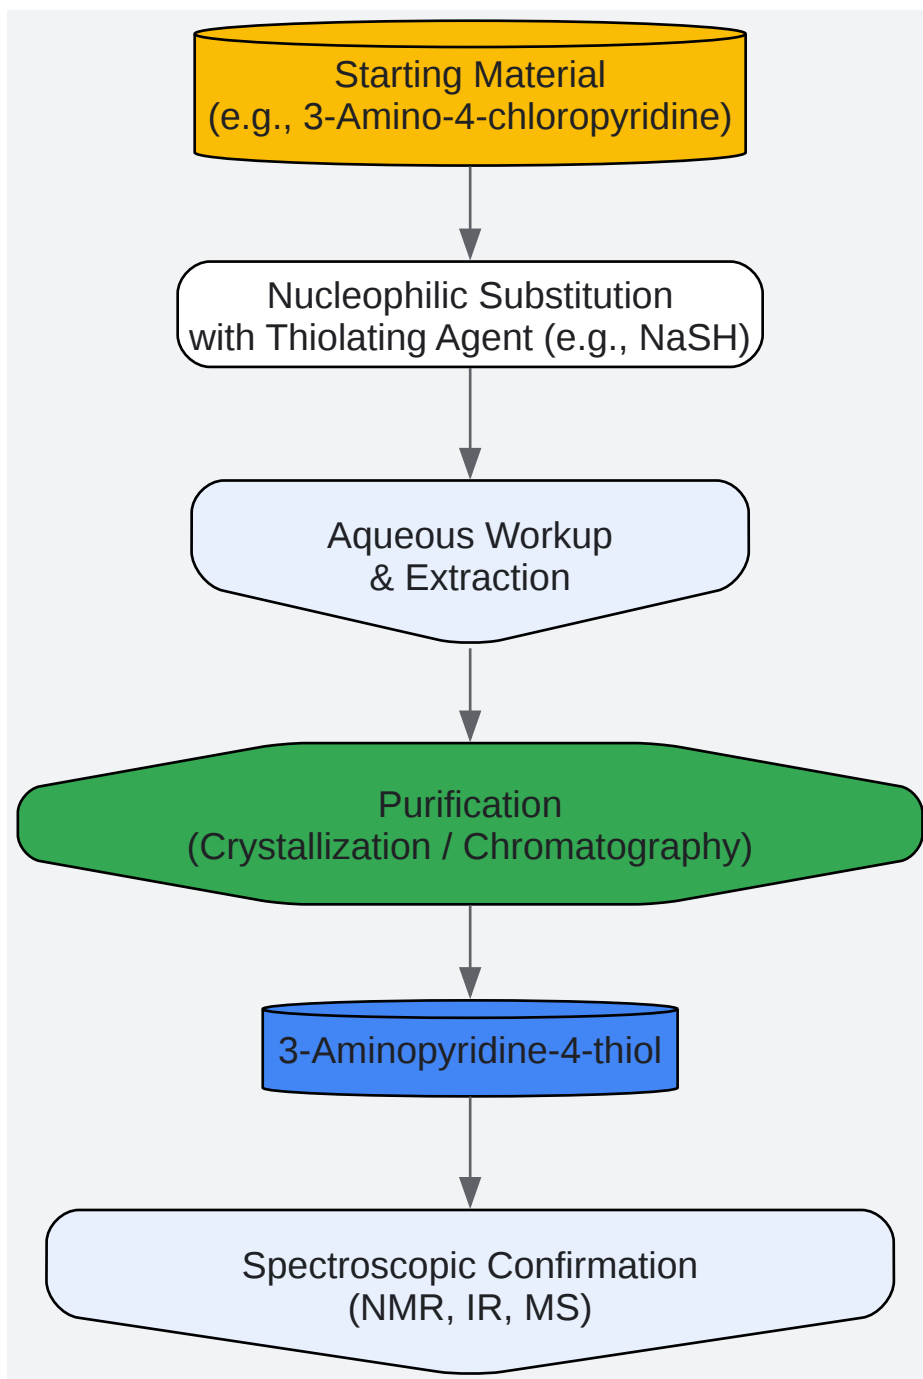 Starting Material
(e.g., 3-Amino-4-chloropyridine)
Nucleophilic Substitution
with Thiolating Agent (e.g., NaSH)
Aqueous Workup
& Extraction
Purification
(Crystallization / Chromatography)
3-Aminopyridine-4-thiol
Spectroscopic Confirmation
(NMR, IR, MS)